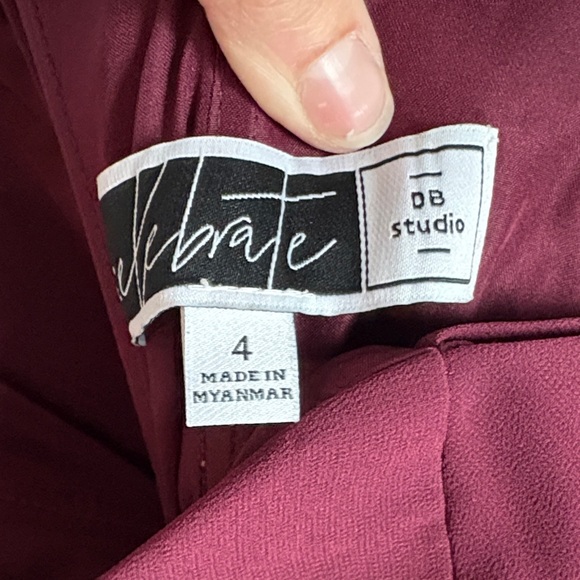 Celebrate
DB
studio
4
MADE IN
MYANMAR